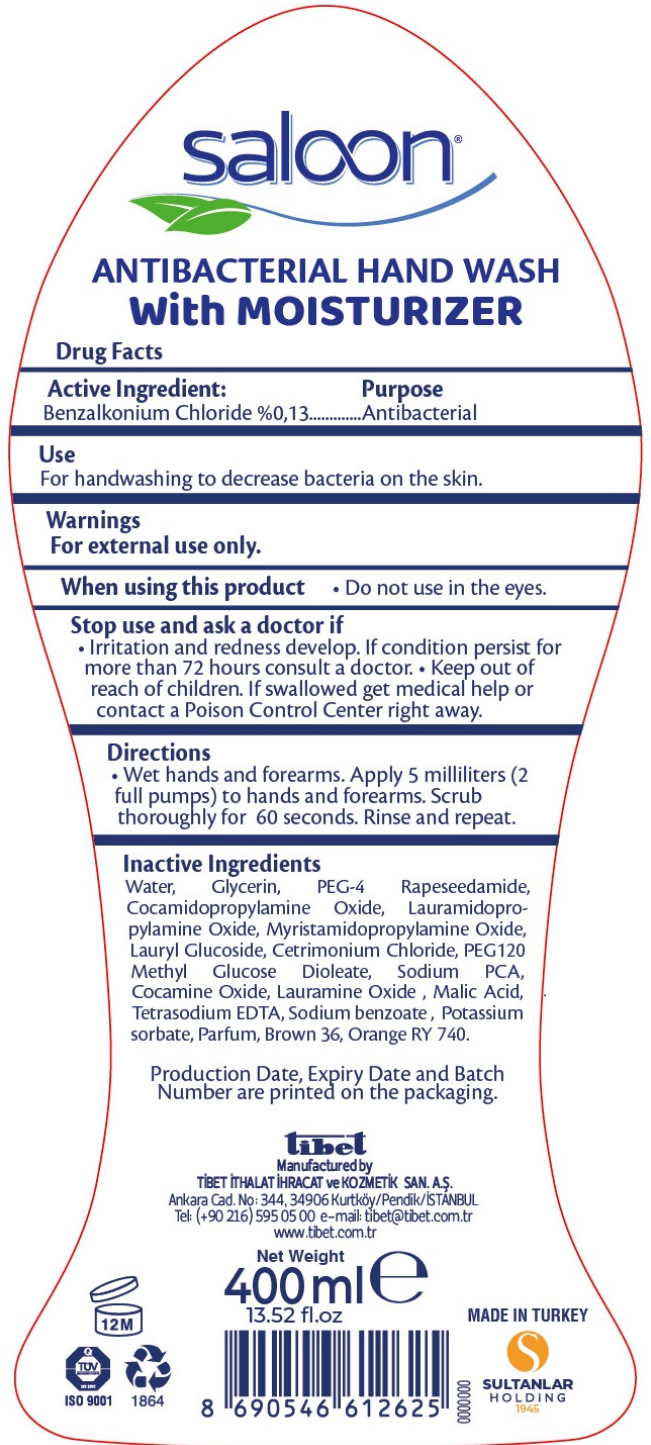 saloon®
ANTIBACTERIAL HAND WASH
With MOISTURIZER
Drug Facts
Active Ingredient: Purpose
Benzalkonium Chloride %0,13.............Antibacterial
Use
For handwashing to decrease bacteria on the skin.
Warnings
For external use only.
When using this product • Do not use in the eyes.
Stop use and ask a doctor if
• Irritation and redness develop. If condition persist for
more than 72 hours consult a doctor. • Keep out of
reach of children. If swallowed get medical help or
contact a Poison Control Center right away.
Directions
• Wet hands and forearms. Apply 5 milliliters (2
full pumps) to hands and forearms. Scrub
thoroughly for 60 seconds. Rinse and repeat.
Inactive Ingredients
Water, Glycerin, PEG-4 Rapeseedamide,
Cocamidopropylamine Oxide, Lauramidopro-
pylamine Oxide, Myristamidopropylamine Oxide,
Lauryl Glucoside, Cetrimonium Chloride, PEG120
Methyl Glucose Dioleate, Sodium PCA,
Cocamine Oxide, Lauramine Oxide , Malic Acid,
Tetrasodium EDTA, Sodium benzoate , Potassium
sorbate, Parfum, Brown 36, Orange RY 740.
Production Date, Expiry Date and Batch
Number are printed on the packaging.
tibet
Manufactured by
TİBET İTHALAT İHRACAT ve KOZMETİK SAN. A.Ş.
Ankara Cad. No: 344, 34906 Kurtköy/Pendik/İSTANBUL
Tel: (+90 216) 595 05 00 e-mail: tibet@tibet.com.tr
www.tibet.com.tr
Net Weight
400 ml e
13.52 fl.oz
12M
MADE IN TURKEY
Q
TÜV
ISO 9001
1864
8 690546 612625
0000000
S
SULTANLAR
HOLDING
1945